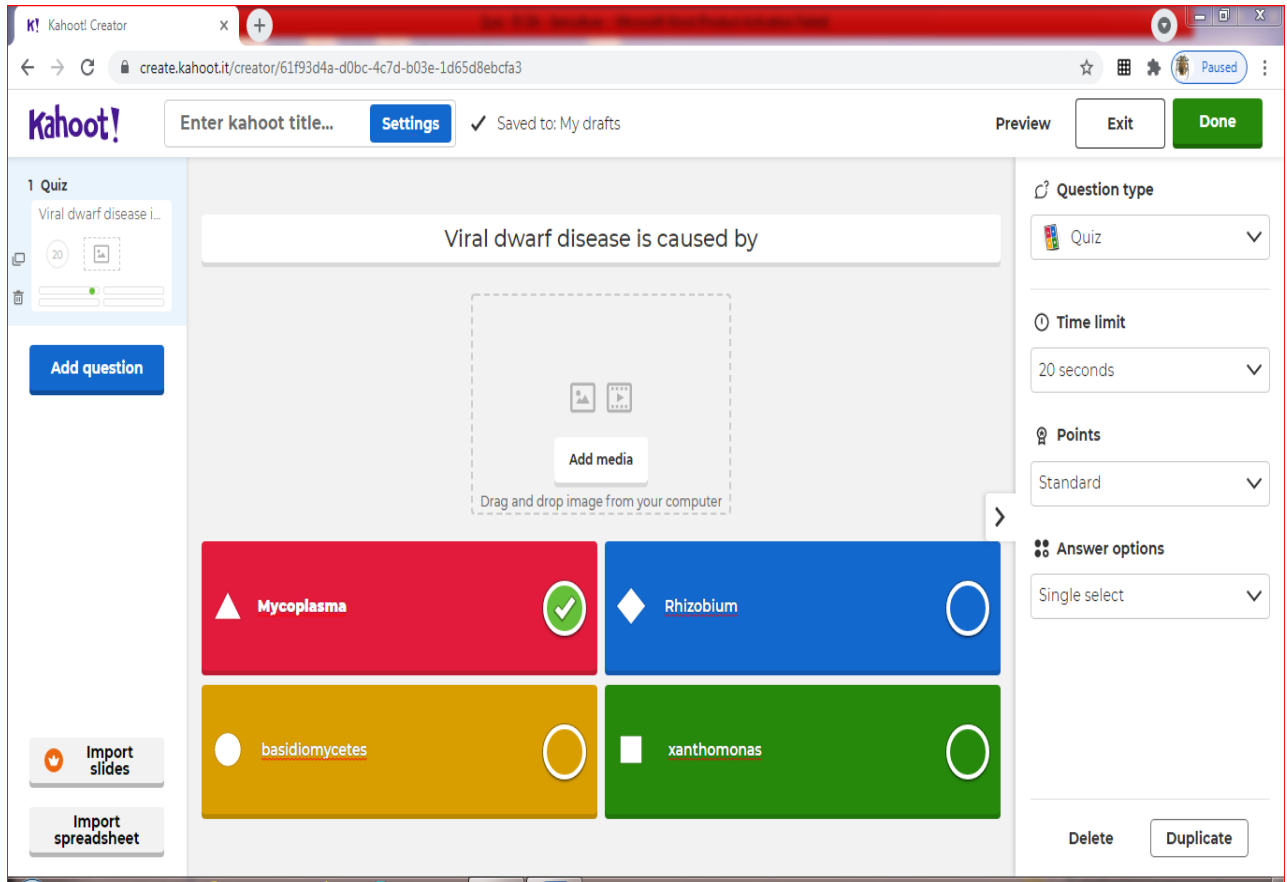 K! Kahoot! Creator
create.kahoot.it/creator/61f93d4a-d0bc-4c7d-b03e-1d65d8ebcfa3
Paused
Kahoot!
Enter kahoot title...
Settings
Saved to: My drafts
Preview
Exit
Done
1 Quiz
Viral dwarf disease i...
20
Add question
Import
slides
Import
spreadsheet
Viral dwarf disease is caused by
Add media
Drag and drop image from your computer
Mycoplasma
Rhizobium
basidiomycetes
xanthomonas
Question type
Quiz
Time limit
20 seconds
Points
Standard
Answer options
Single select
Delete
Duplicate